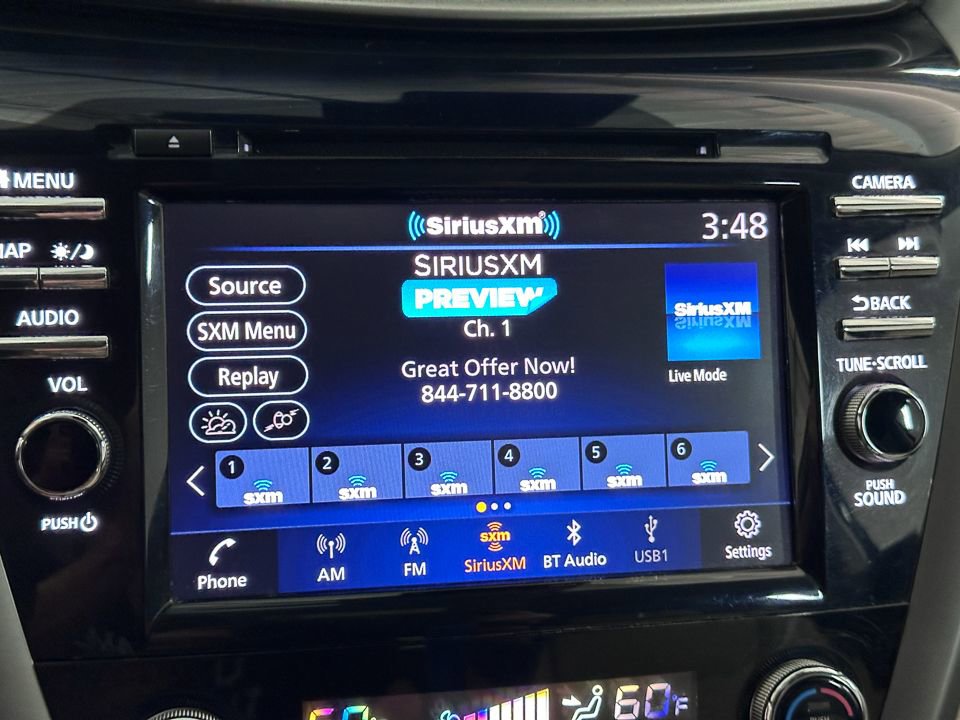 MENU
MAP
AUDIO
VOL
PUSH
SiriusXM 3:48
SIRIUSXM
PREVIEW
Ch. 1
Great Offer Now!
844-711-8800
Source
SXM Menu
Replay
SiriusXM
Live Mode
1 2 3 4 5 6
sxm sxm sxm sxm sxm sxm
Phone AM FM sxm SiriusXM BT Audio USB1 Settings
CAMERA
BACK
TUNE·SCROLL
PUSH
SOUND
60°F